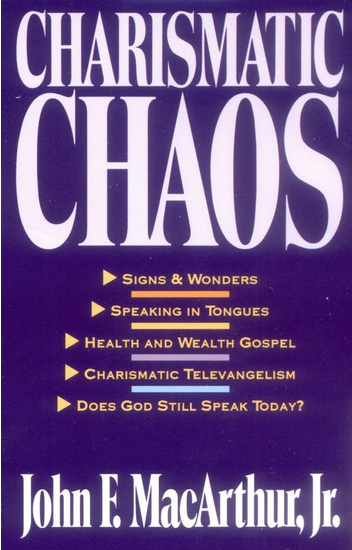 CHARISMATIC
CHAOS
SIGNS & WONDERS
SPEAKING IN TONGUES
HEALTH AND WEALTH GOSPEL
CHARISMATIC TELEVANGELISM
DOES GOD STILL SPEAK TODAY?
John F. MacArthur, Jr.